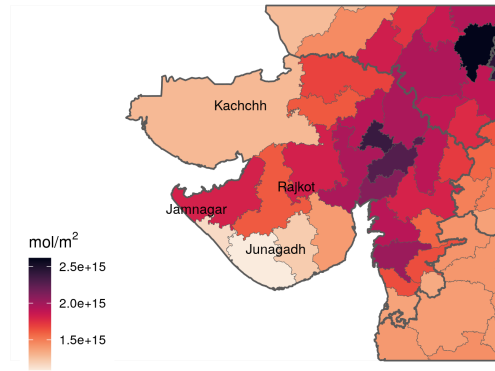 Kachchh
Rajkot
Jamnagar
Junagadh
mol/m²
2.5e+15
2.0e+15
1.5e+15